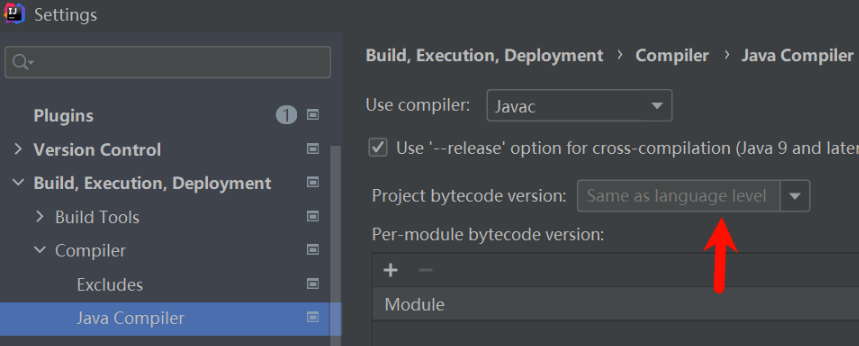 Settings
Plugins 1
Version Control
Build, Execution, Deployment
Build Tools
Compiler
Excludes
Java Compiler
Build, Execution, Deployment › Compiler › Java Compiler
Use compiler: Javac
Use '--release' option for cross-compilation (Java 9 and later
Project bytecode version: Same as language level
Per-module bytecode version:
Module